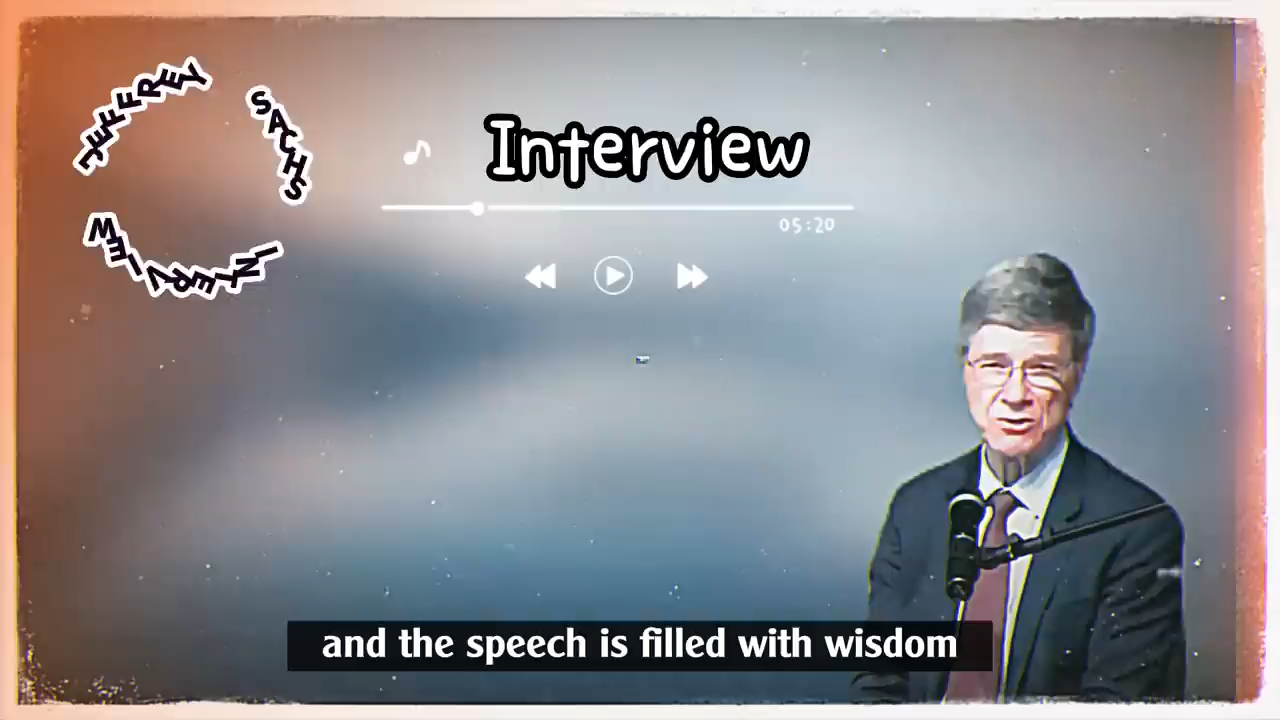 JEFFREY SACHS
INTERVIEW
Interview
05:20
and the speech is filled with wisdom